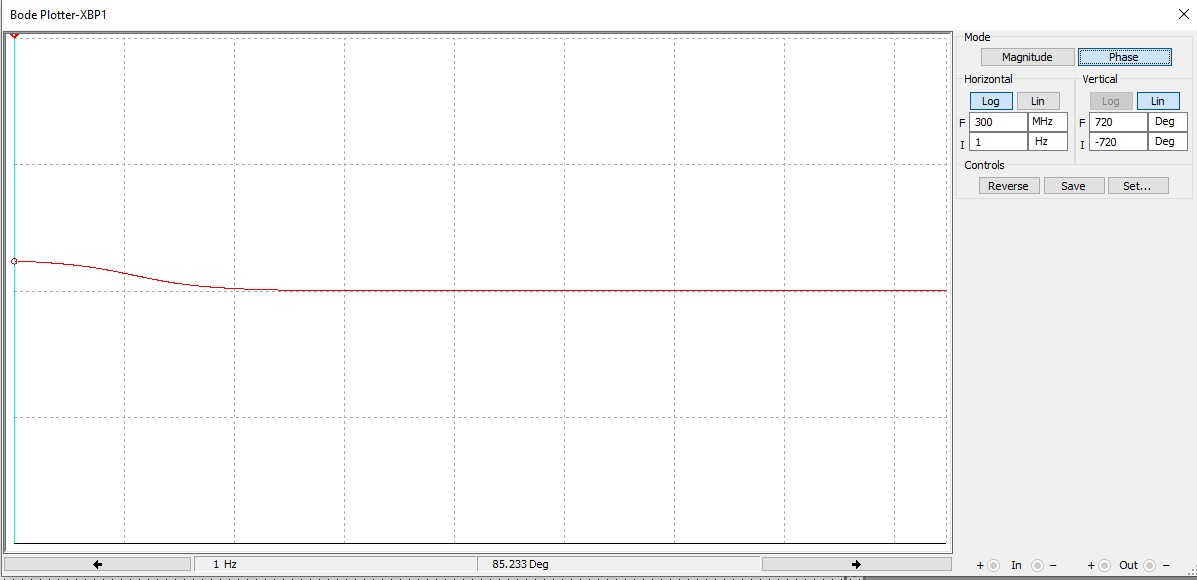 Bode Plotter-XBP1
Mode
Magnitude Phase
Horizontal Vertical
Log Lin Log Lin
F 300 MHz F 720 Deg
I 1 Hz I -720 Deg
Controls
Reverse Save Set...
1 Hz 85.233 Deg + In - + Out -